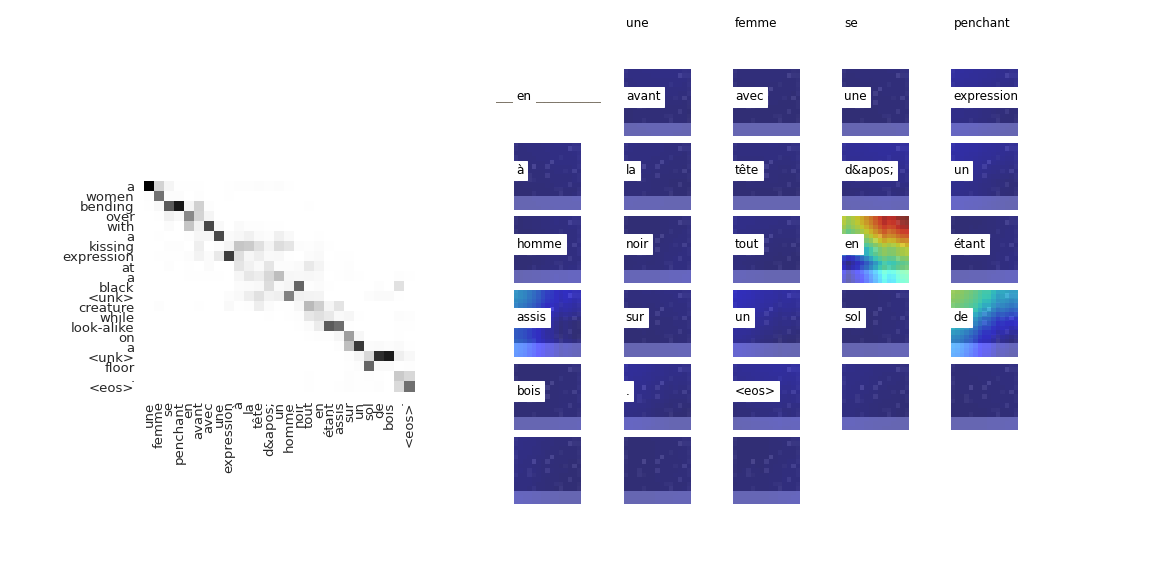 a
women
bending
over
with
a
kissing
expression
at
a
black
<unk>
creature
while
look-alike
on
a
<unk>
floor
.
<eos>
une
femme
se
penchant
en
avant
avec
une
expression
à
la
tête
d&apos;
un
homme
noir
tout
en
étant
assis
sur
un
sol
de
bois
.
<eos>
une femme se penchant
en avant avec une expression
à la tête d&apos; un
homme noir tout en étant
assis sur un sol de
bois . <eos>